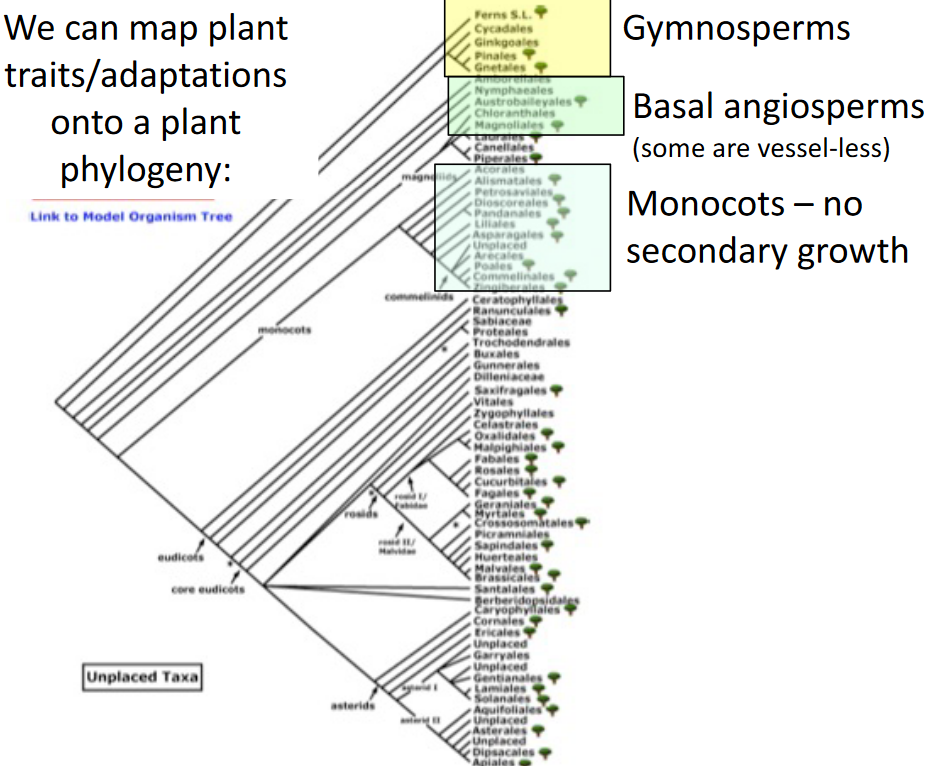 We can map plant
traits/adaptations
onto a plant
phylogeny:
Link to Model Organism Tree
Gymnosperms
Basal angiosperms
(some are vessel-less)
Monocots – no
secondary growth
Ferns S.L.
Cycadales
Ginkgoales
Pinales
Gnetales
Amborellales
Nymphaeales
Austrobaileyales
Chloranthales
Magnoliales
Laurales
Canellales
Piperales
magnoliids
Acorales
Alismatales
Petrosaviales
Dioscoreales
Pandanales
Liliales
Asparagales
Unplaced
Arecales
Poales
Commelinales
Zingiberales
commelinids
monocots
Ceratophyllales
Ranunculales
Sabiaceae
Proteales
Trochodendrales
Buxales
Gunnerales
Dilleniaceae
Saxifragales
Vitales
Zygophyllales
Celastrales
Oxalidales
Malpighiales
Fabales
Rosales
Cucurbitales
Fagales
Geraniales
Myrtales
Crossosomatales
Picramniales
Sapindales
Huerteales
Malvales
Brassicales
Santalales
Berberidopsidales
Caryophyllales
Cornales
Ericales
Unplaced
Garryales
Unplaced
Gentianales
Lamiales
Solanales
Aquifoliales
Unplaced
Asterales
Unplaced
Dipsacales
Apiales
rosid I/
Fabidae
rosids
rosid II/
Malvidae
eudicots
core eudicots
asterid I
asterids
asterid II
Unplaced Taxa